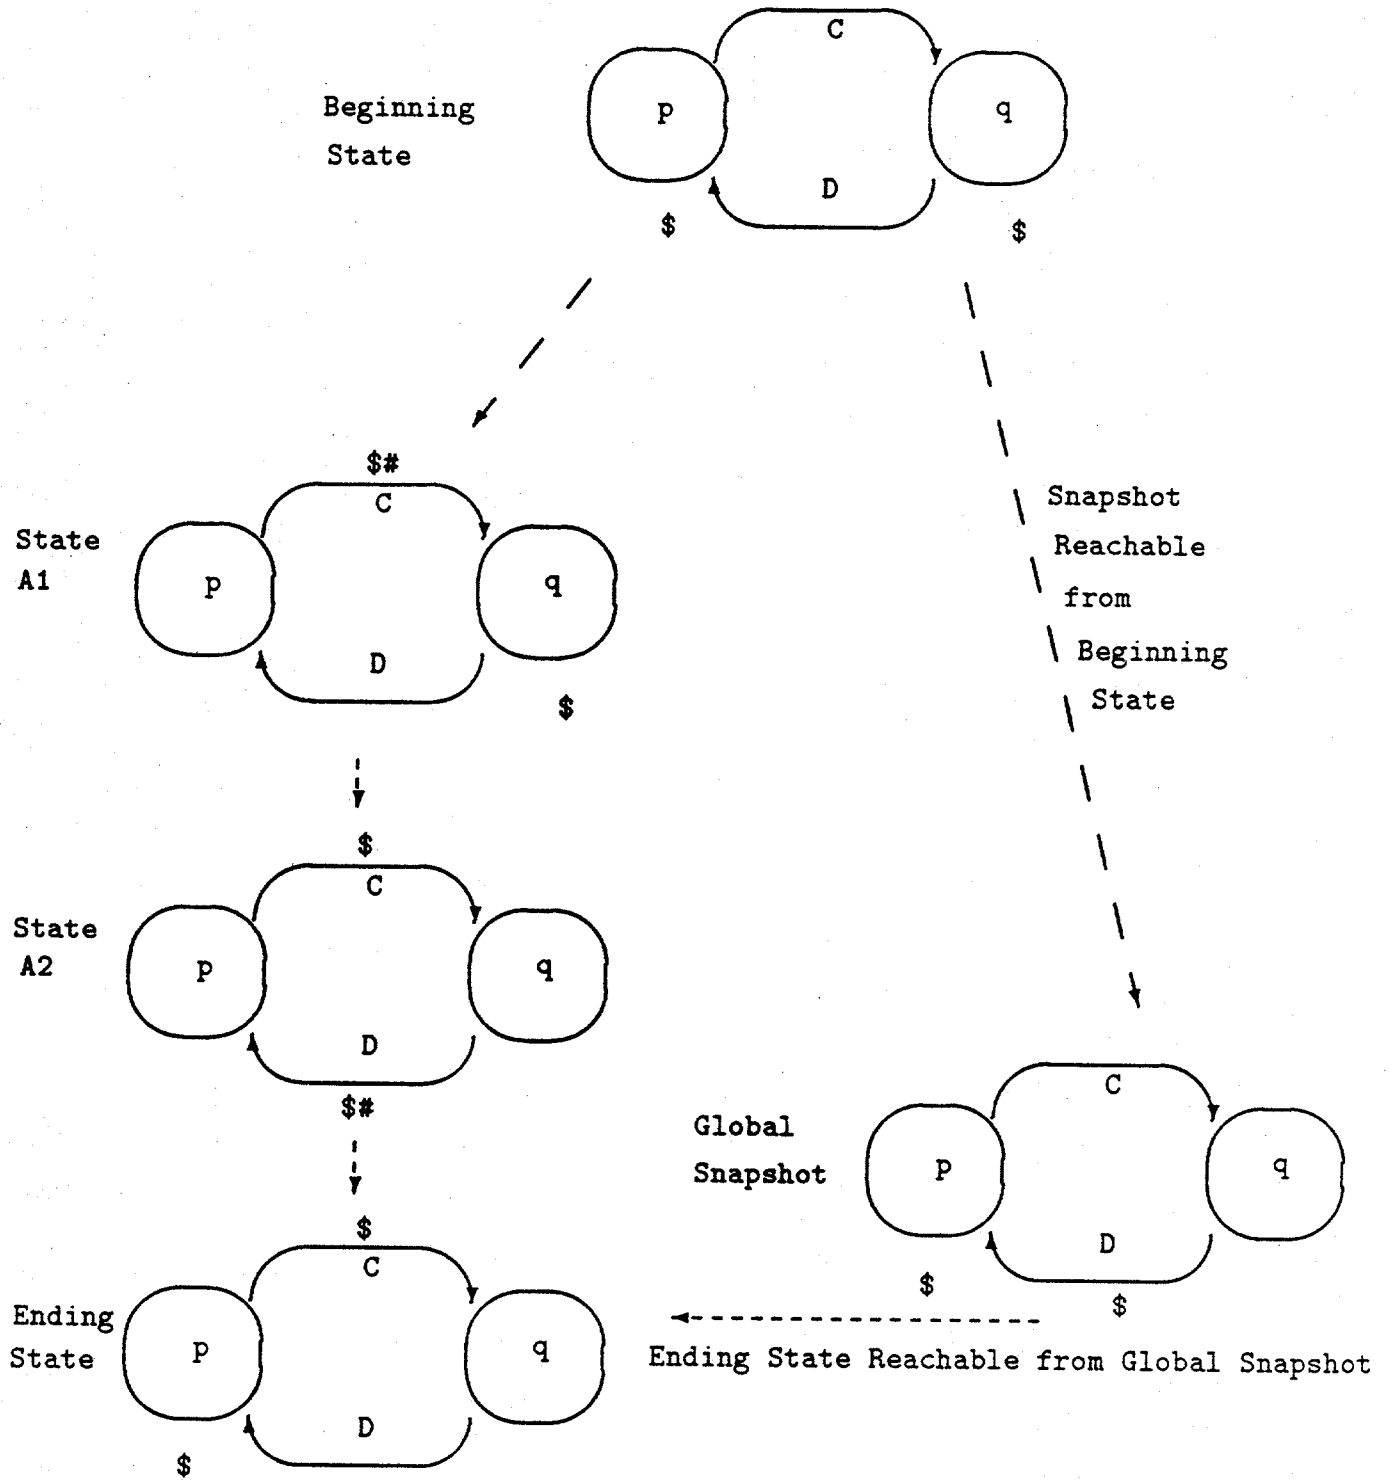 C
Beginning
State
p
q
D
$
$
$#
C
State
A1
p
q
D
$
Snapshot
Reachable
from
Beginning
State
$
C
State
A2
p
q
D
$#
C
Global
Snapshot
p
q
D
$
$
$
C
Ending
State
p
q
Ending State Reachable from Global Snapshot
D
$